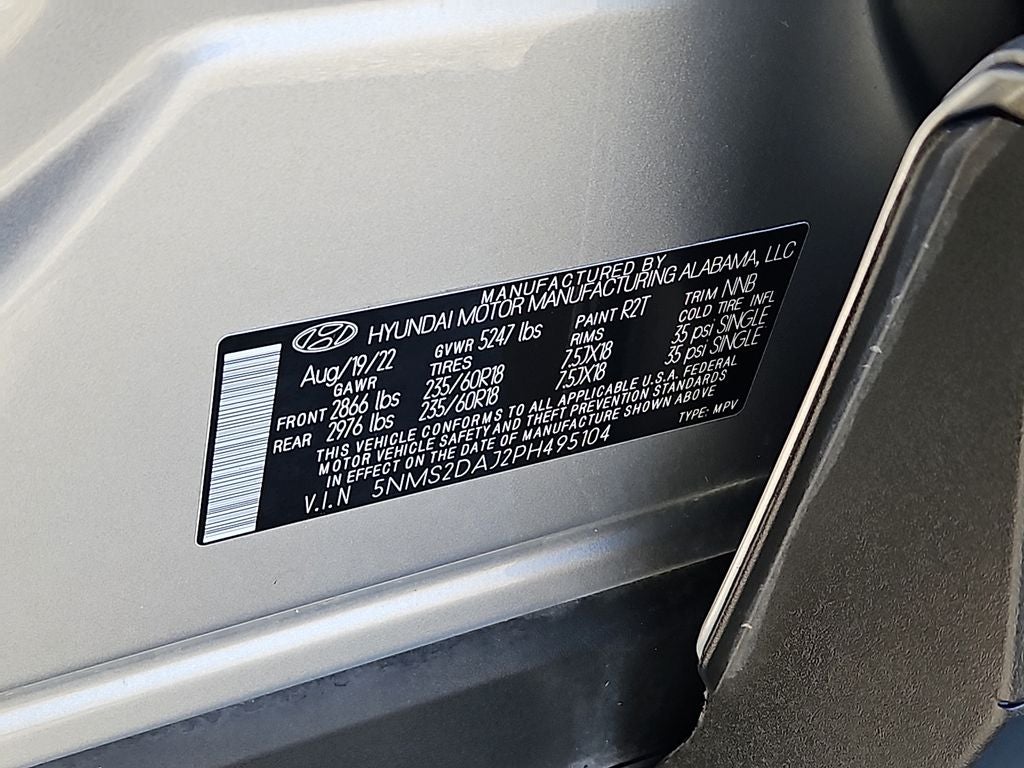 MANUFACTURED BY
HYUNDAI MOTOR MANUFACTURING ALABAMA, LLC
Aug/19/22 GVWR 5247 lbs PAINT R2T TRIM NNB
GAWR TIRES RIMS COLD TIRE INFL
FRONT 2866 lbs 235/60R18 7.5JX18 35 psi SINGLE
REAR 2976 lbs 235/60R18 7.5JX18 35 psi SINGLE
THIS VEHICLE CONFORMS TO ALL APPLICABLE U.S.A. FEDERAL
MOTOR VEHICLE SAFETY AND THEFT PREVENTION STANDARDS
IN EFFECT ON THE DATE OF MANUFACTURE SHOWN ABOVE
V.I.N 5NMS2DAJ2PH495104 TYPE: MPV